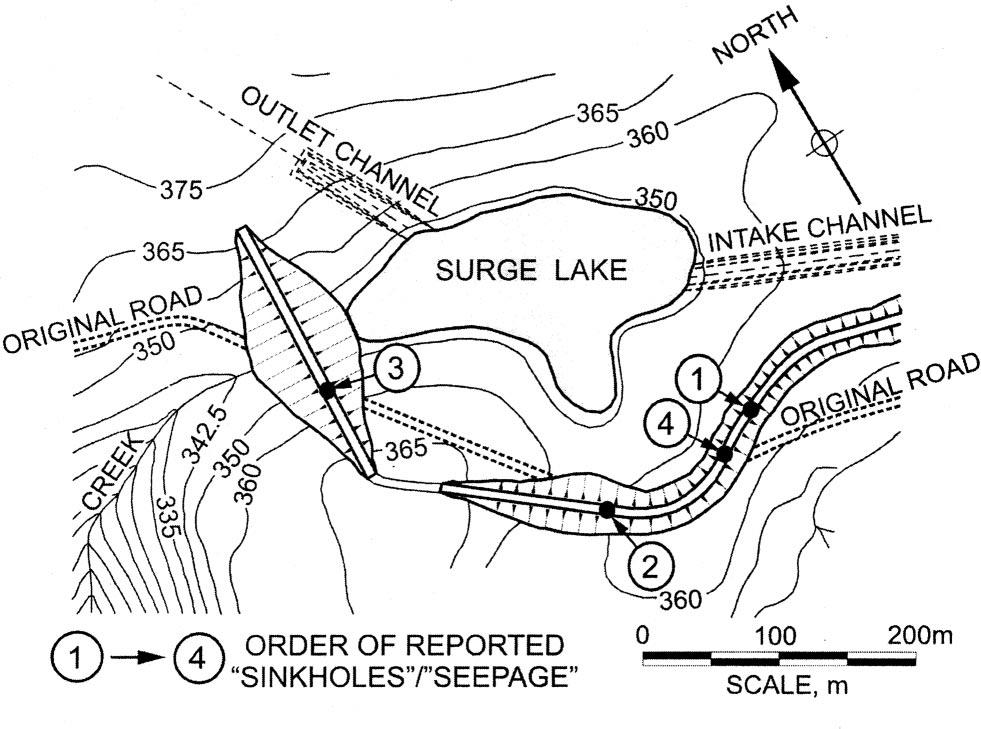 NORTH
OUTLET CHANNEL
365
360
375
350
INTAKE CHANNEL
365
SURGE LAKE
ORIGINAL ROAD
350
3
1
ORIGINAL ROAD
4
342.5
365
CREEK
350
360
335
2
360
1 4 ORDER OF REPORTED
“SINKHOLES”/”SEEPAGE”
0 100 200m
SCALE, m